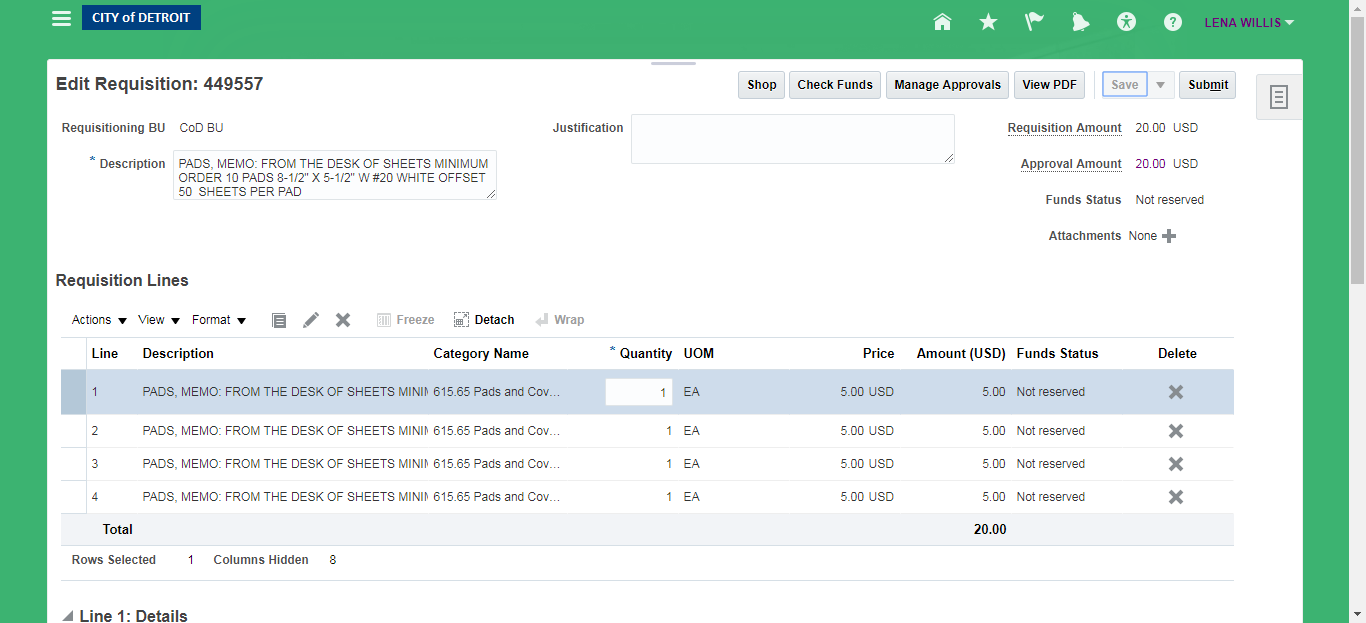 CITY of DETROIT
LENA WILLIS
Edit Requisition: 449557
Shop Check Funds Manage Approvals View PDF Save Submit
Requisitioning BU CoD BU
Justification
Requisition Amount 20.00 USD
* Description PADS, MEMO: FROM THE DESK OF SHEETS MINIMUM
ORDER 10 PADS 8-1/2" X 5-1/2" W #20 WHITE OFFSET
50 SHEETS PER PAD
Approval Amount 20.00 USD
Funds Status Not reserved
Attachments None
Requisition Lines
Actions View Format Freeze Detach Wrap
Line Description Category Name * Quantity UOM Price Amount (USD) Funds Status Delete
1 PADS, MEMO: FROM THE DESK OF SHEETS MINI 615.65 Pads and Cov... 1 EA 5.00 USD 5.00 Not reserved
2 PADS, MEMO: FROM THE DESK OF SHEETS MINI 615.65 Pads and Cov... 1 EA 5.00 USD 5.00 Not reserved
3 PADS, MEMO: FROM THE DESK OF SHEETS MINI 615.65 Pads and Cov... 1 EA 5.00 USD 5.00 Not reserved
4 PADS, MEMO: FROM THE DESK OF SHEETS MINI 615.65 Pads and Cov... 1 EA 5.00 USD 5.00 Not reserved
Total 20.00
Rows Selected 1 Columns Hidden 8
Line 1: Details